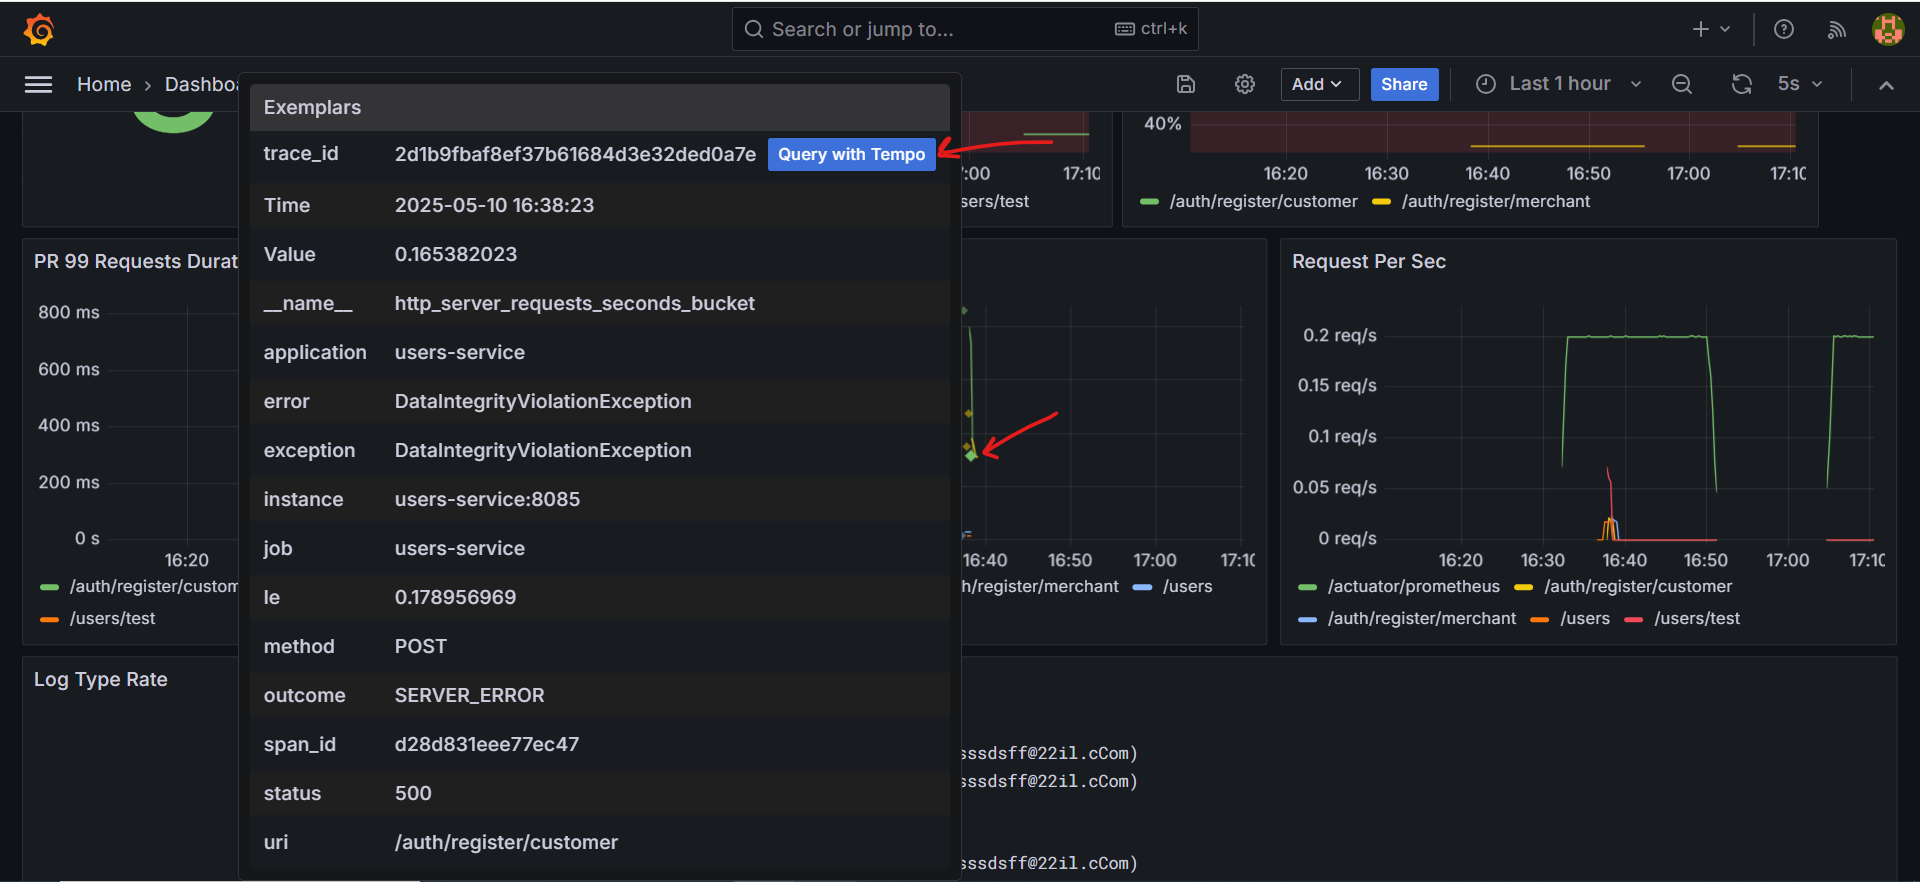 Search or jump to...
ctrl+k
Home › Dashboa
Add
Share
Last 1 hour
5s
Exemplars
trace_id 2d1b9fbaf8ef37b61684d3e32ded0a7e Query with Tempo
Time 2025-05-10 16:38:23
Value 0.165382023
__name__ http_server_requests_seconds_bucket
application users-service
error DataIntegrityViolationException
exception DataIntegrityViolationException
instance users-service:8085
job users-service
le 0.178956969
method POST
outcome SERVER_ERROR
span_id d28d831eee77ec47
status 500
uri /auth/register/customer
:00 17:10
sers/test
40%
16:20 16:30 16:40 16:50 17:00 17:10
/auth/register/customer /auth/register/merchant
PR 99 Requests Durat
800 ms
600 ms
400 ms
200 ms
0 s
16:20
/auth/register/custom
/users/test
16:40 16:50 17:00 17:10
h/register/merchant /users
Request Per Sec
0.2 req/s
0.15 req/s
0.1 req/s
0.05 req/s
0 req/s
16:20 16:30 16:40 16:50 17:00 17:10
/actuator/prometheus /auth/register/customer
/auth/register/merchant /users /users/test
Log Type Rate
sssdsff@22il.cCom)
sssdsff@22il.cCom)
sssdsff@22il.cCom)